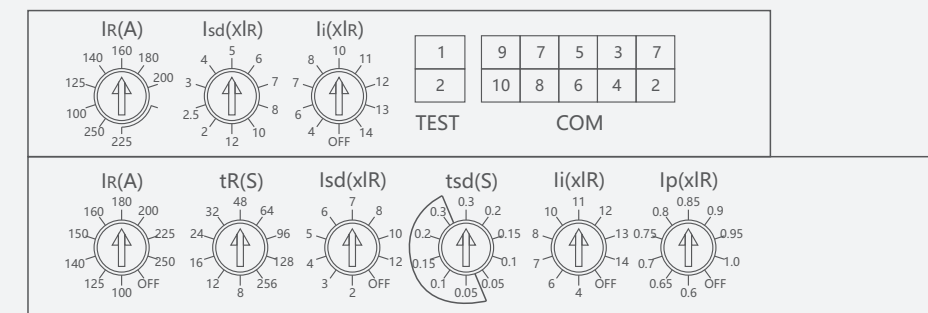 IR(A) Isd(xIR) Ii(xIR)
160 5 10
140 180 4 6 8 11
125 200 3 7 7 12
100 2.5 8 6 13
250 2 10 4 14
225 12 OFF
1 9 7 5 3 7
2 10 8 6 4 2
TEST COM
IR(A) tR(S) Isd(xIR) tsd(S) Ii(xIR) Ip(xIR)
180 48 7 0.3 11 0.85
160 200 32 64 6 8 0.3 0.2 10 12 0.8 0.9
150 225 24 96 5 10 0.2 0.15 8 13 0.75 0.95
140 250 16 128 4 12 0.15 0.1 7 14 0.7 1.0
125 OFF 12 256 3 OFF 0.1 0.05 6 OFF 0.65 OFF
100 8 2 0.05 4 0.6